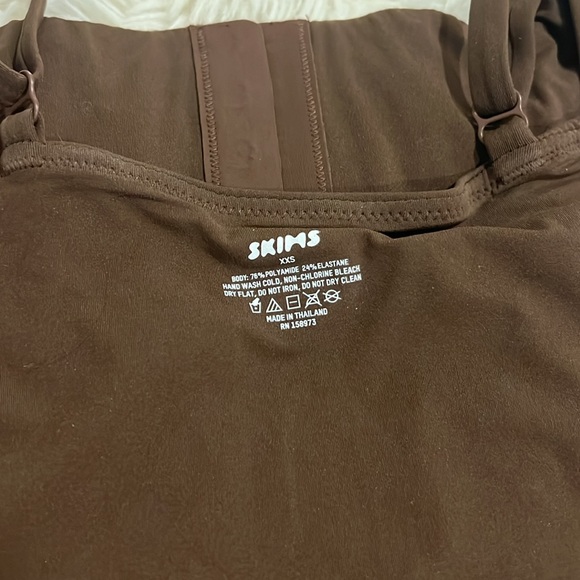 SKIMS
XXS
BODY: 76% POLYAMIDE 24% ELASTANE
HAND WASH COLD, NON-CHLORINE BLEACH
DRY FLAT, DO NOT IRON, DO NOT DRY CLEAN
MADE IN THAILAND
RN 158973